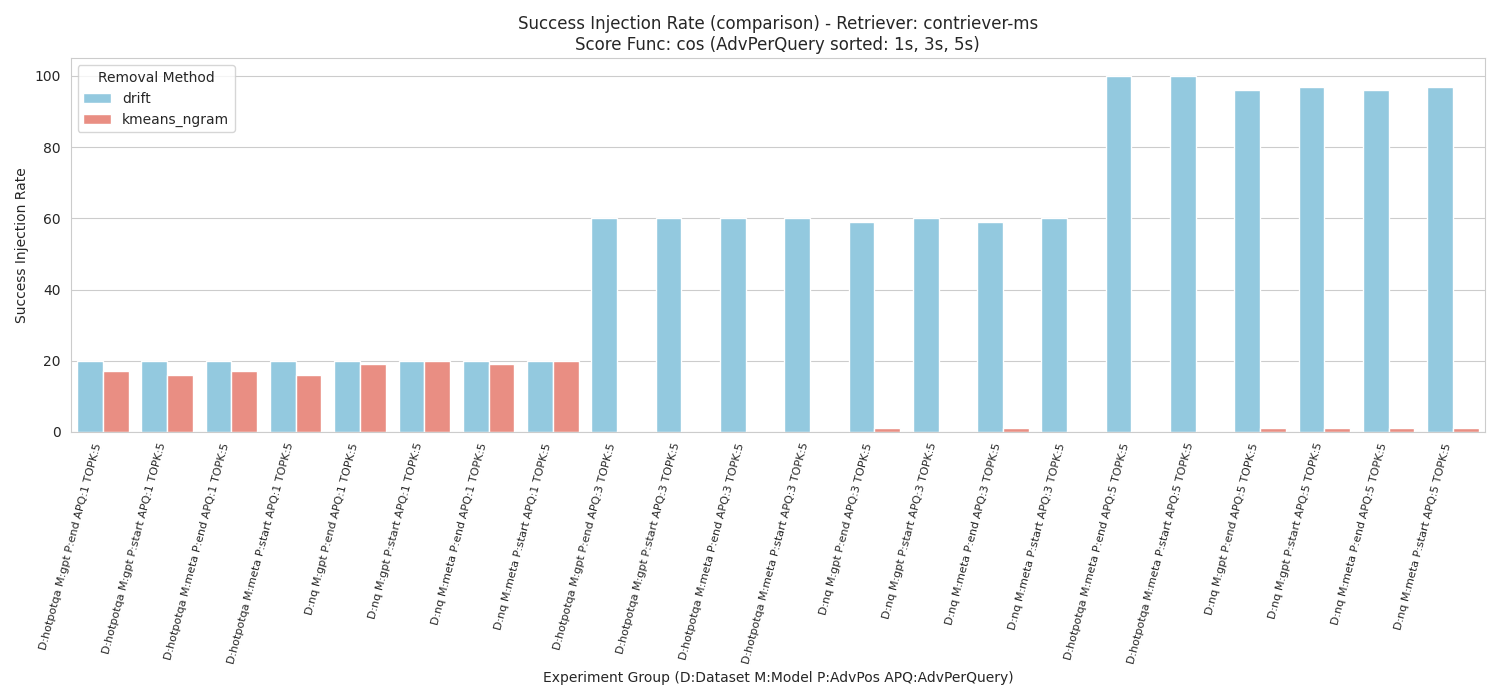 Success Injection Rate (comparison) - Retriever: contriever-ms
Score Func: cos (AdvPerQuery sorted: 1s, 3s, 5s)
Removal Method
drift
kmeans_ngram
Success Injection Rate
100
80
60
40
20
0
D:hotpotqa M:gpt P:end APQ:1 TOPK:5
D:hotpotqa M:gpt P:start APQ:1 TOPK:5
D:hotpotqa M:meta P:end APQ:1 TOPK:5
D:hotpotqa M:meta P:start APQ:1 TOPK:5
D:nq M:gpt P:end APQ:1 TOPK:5
D:nq M:gpt P:start APQ:1 TOPK:5
D:nq M:meta P:end APQ:1 TOPK:5
D:nq M:meta P:start APQ:1 TOPK:5
D:hotpotqa M:gpt P:end APQ:3 TOPK:5
D:hotpotqa M:gpt P:start APQ:3 TOPK:5
D:hotpotqa M:meta P:end APQ:3 TOPK:5
D:hotpotqa M:meta P:start APQ:3 TOPK:5
D:nq M:gpt P:end APQ:3 TOPK:5
D:nq M:gpt P:start APQ:3 TOPK:5
D:nq M:meta P:end APQ:3 TOPK:5
D:nq M:meta P:start APQ:3 TOPK:5
D:hotpotqa M:meta P:end APQ:5 TOPK:5
D:hotpotqa M:meta P:start APQ:5 TOPK:5
D:nq M:gpt P:end APQ:5 TOPK:5
D:nq M:gpt P:start APQ:5 TOPK:5
D:nq M:meta P:end APQ:5 TOPK:5
D:nq M:meta P:start APQ:5 TOPK:5
Experiment Group (D:Dataset M:Model P:AdvPos APQ:AdvPerQuery)